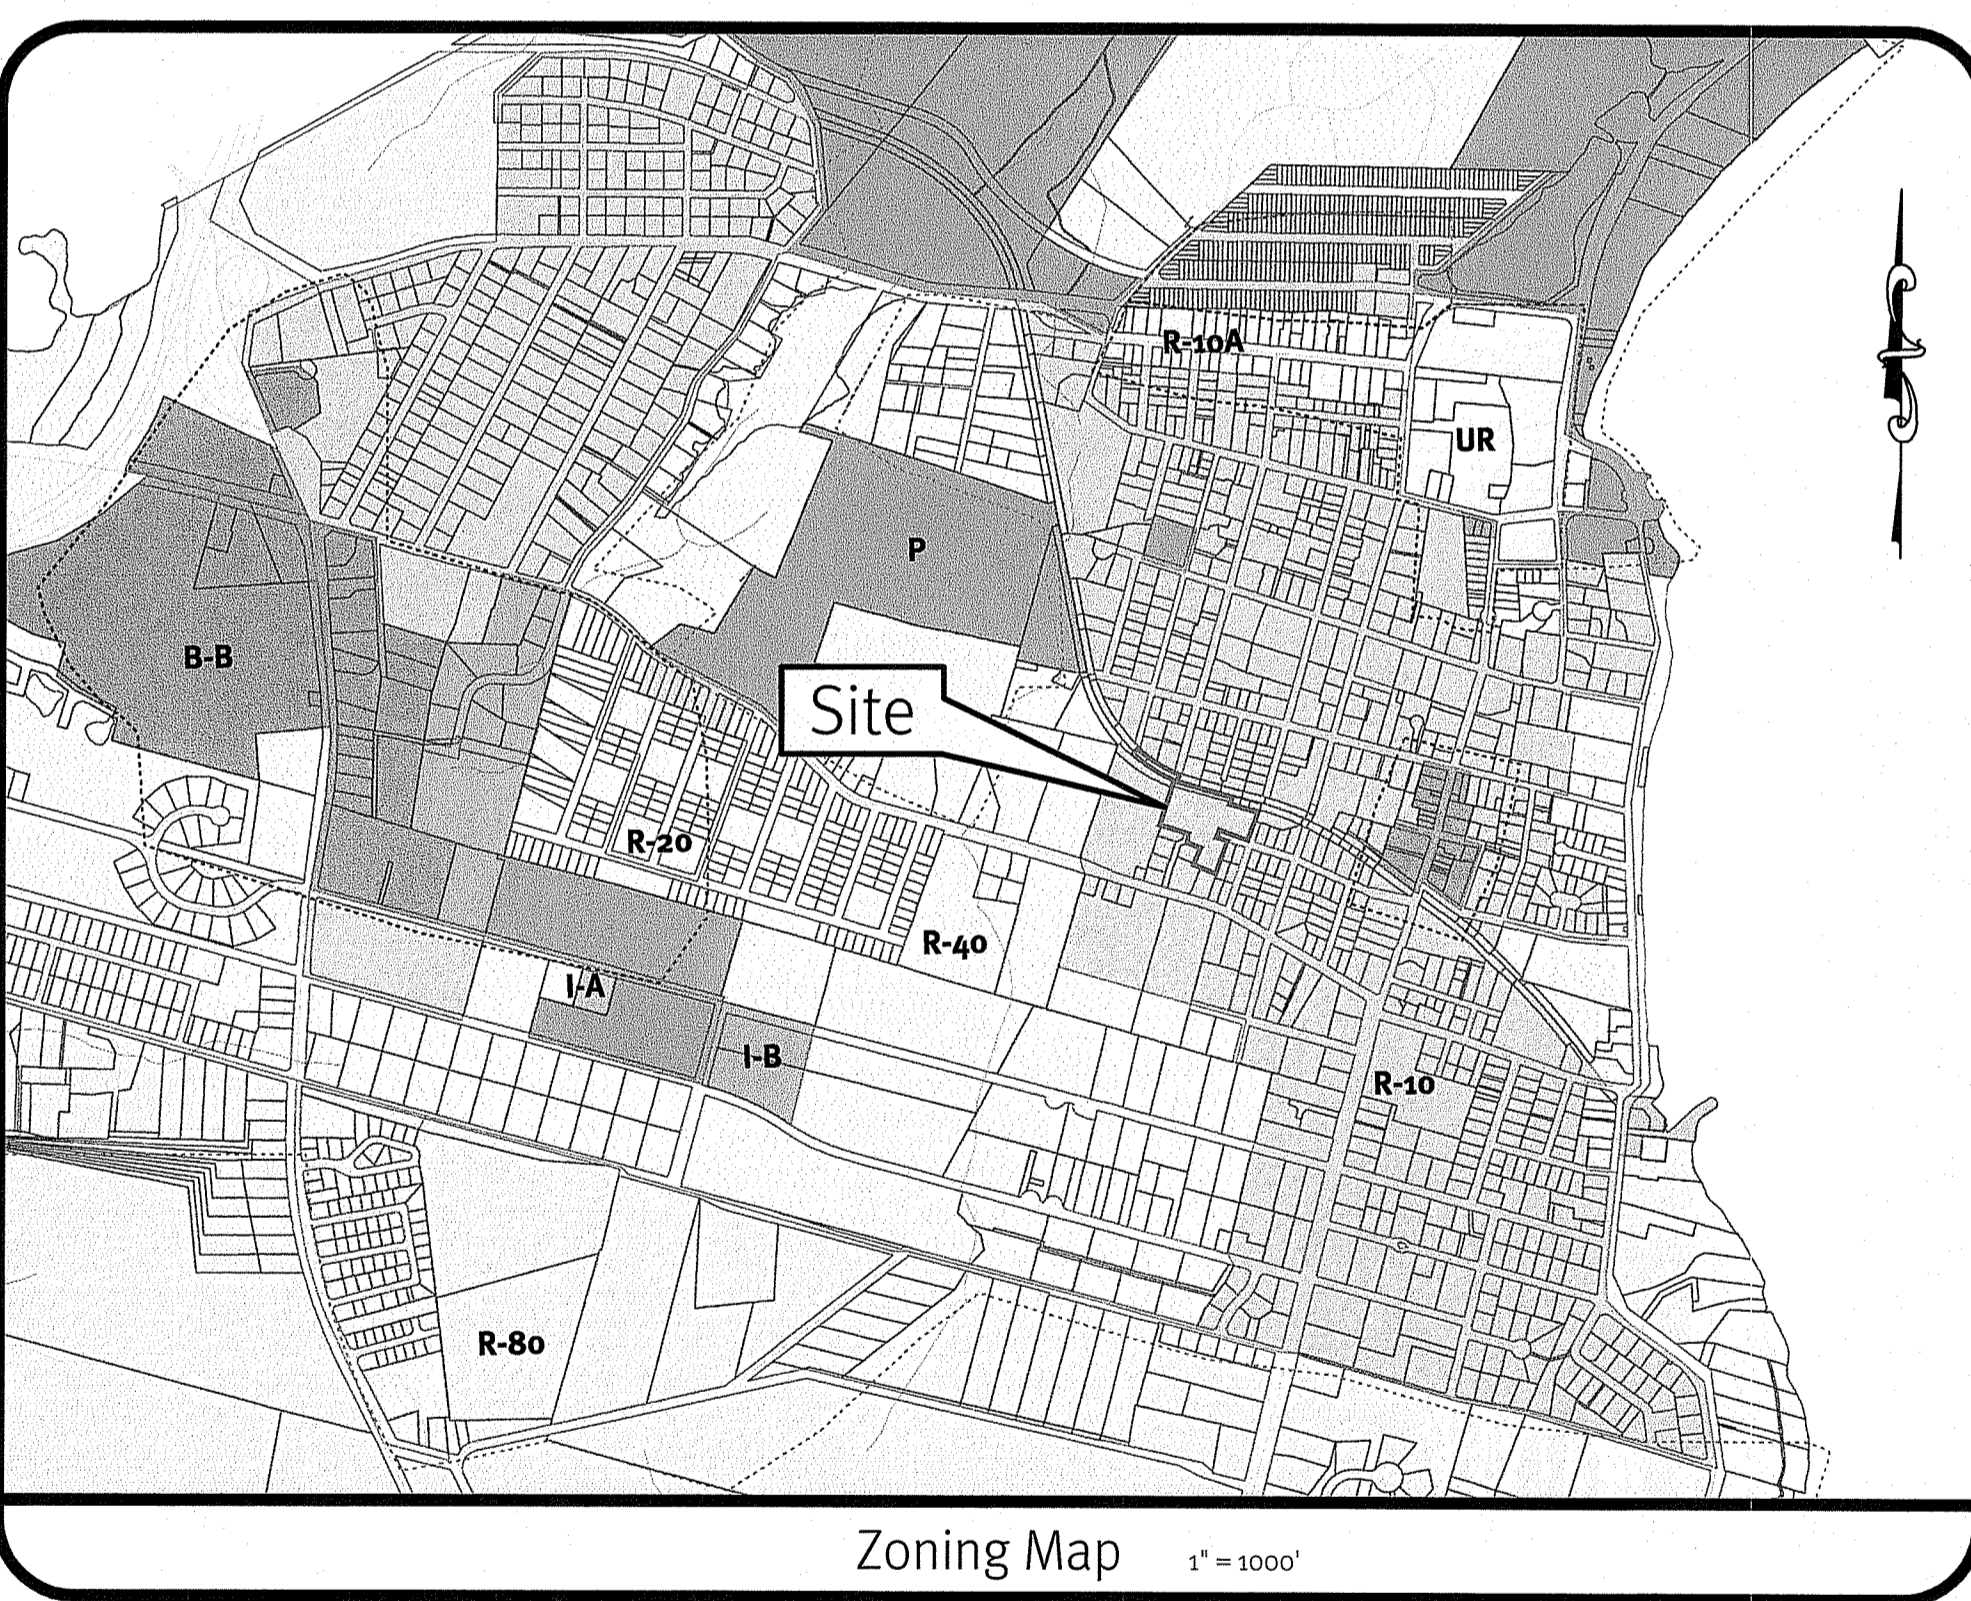 R-10A
UR
P
B-B
Site
R-20
R-40
I-A
I-B
R-10
R-80
Zoning Map 1" = 1000'